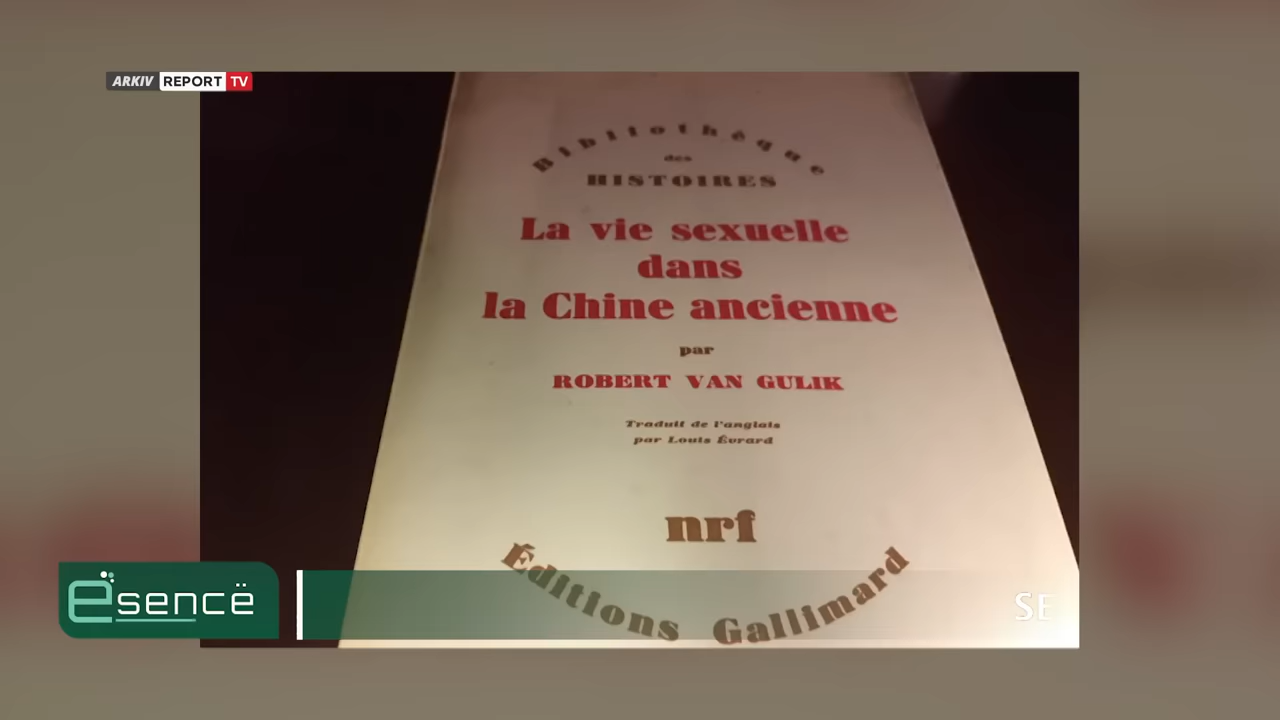 ARKIV REPORT TV
Bibliothèque
des
HISTOIRES
La vie sexuelle
dans
la Chine ancienne
par
ROBERT VAN GULIK
Traduit de l'anglais
par Louis Évrard
nrf
Éditions Gallimard
ësencë
SE